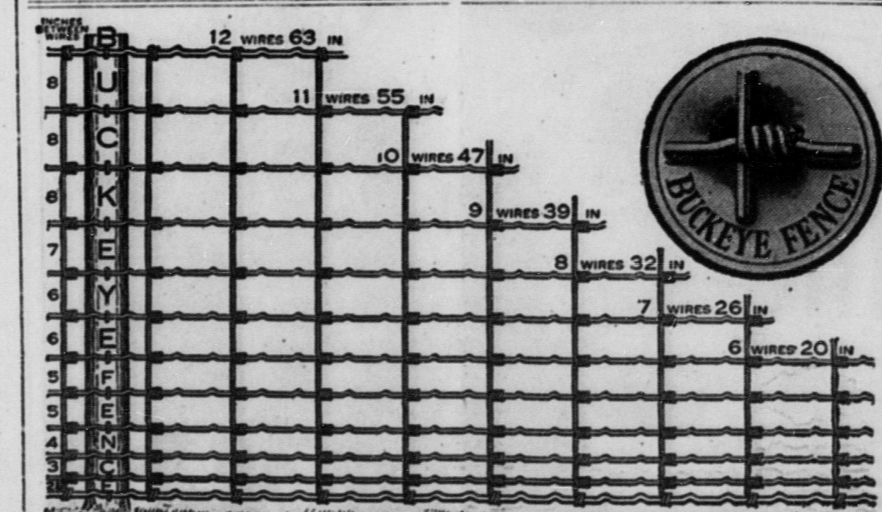 INCHES
BETWEEN
WIRES
BUCKEYE FENCE
12 WIRES 63 IN
8
11 WIRES 55 IN
8
10 WIRES 47 IN
8
9 WIRES 39 IN
7
8 WIRES 32 IN
6
7 WIRES 26 IN
6
6 WIRES 20 IN
5
5
4
3
BUCKEYE FENCE